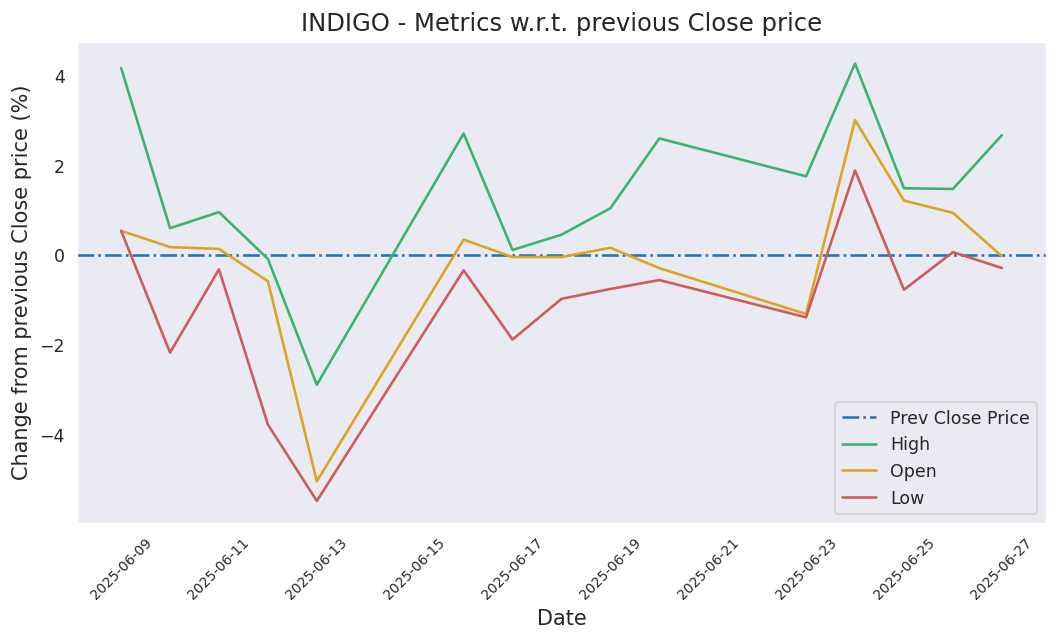 INDIGO - Metrics w.r.t. previous Close price
Change from previous Close price (%)
4
2
0
−2
−4
Prev Close Price
High
Open
Low
2025-06-09
2025-06-11
2025-06-13
2025-06-15
2025-06-17
2025-06-19
2025-06-21
2025-06-23
2025-06-25
2025-06-27
Date